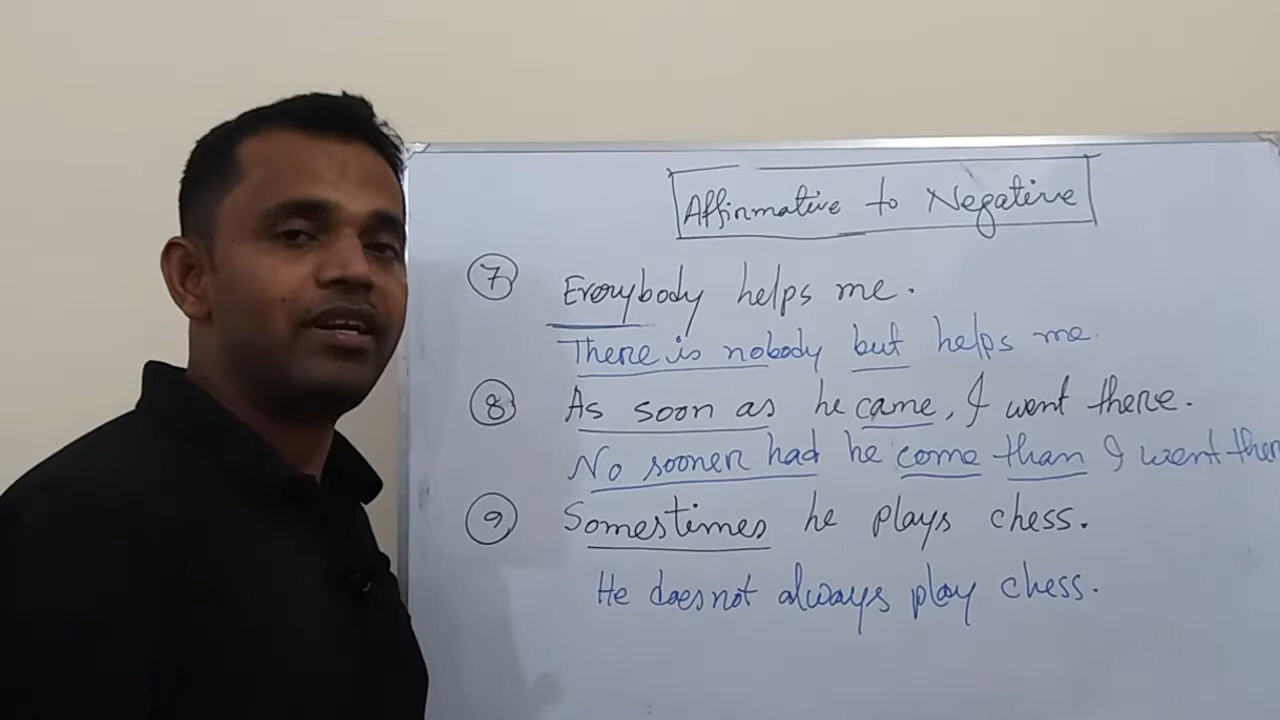 Affirmative to Negative
7 Everybody helps me.
There is nobody but helps me.
8 As soon as he came, I went there.
No sooner had he come than I went ther
9 Somestimes he plays chess.
He does not always play chess.